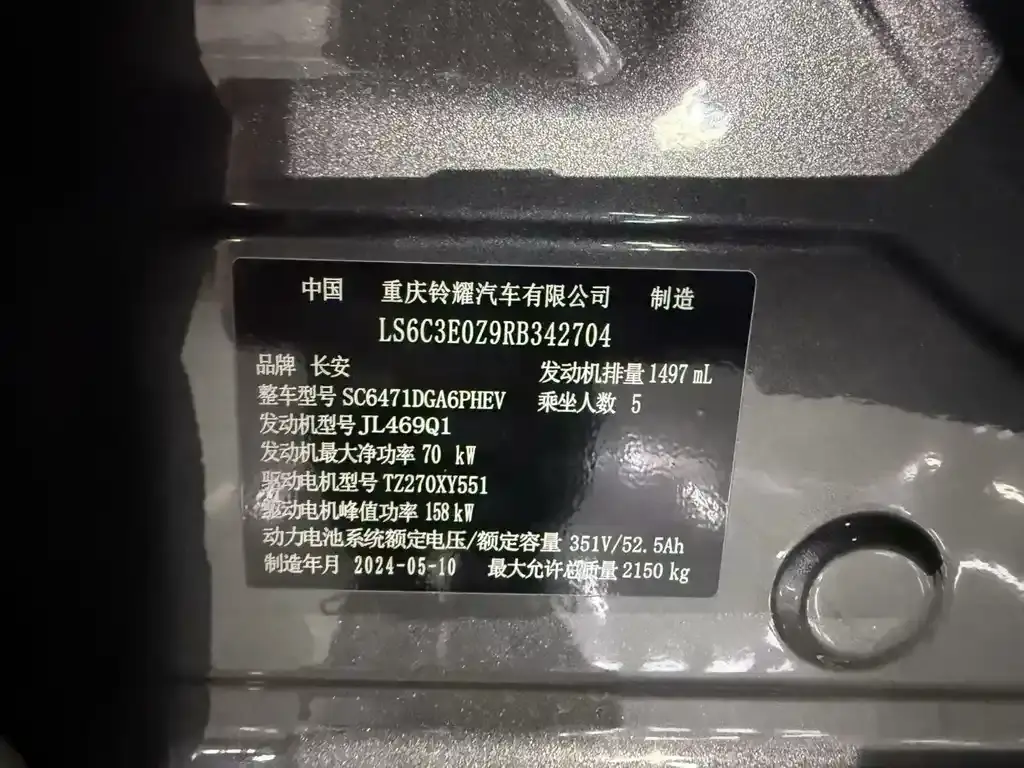 中国 重庆铃耀汽车有限公司 制造
LS6C3E0Z9RB342704
品牌 长安 发动机排量 1497 mL
整车型号 SC6471DGA6PHEV 乘坐人数 5
发动机型号 JL469Q1
发动机最大净功率 70 kW
驱动电机型号 TZ270XY551
驱动电机峰值功率 158 kW
动力电池系统额定电压/额定容量 351V/52.5Ah
制造年月 2024-05-10 最大允许总质量 2150 kg